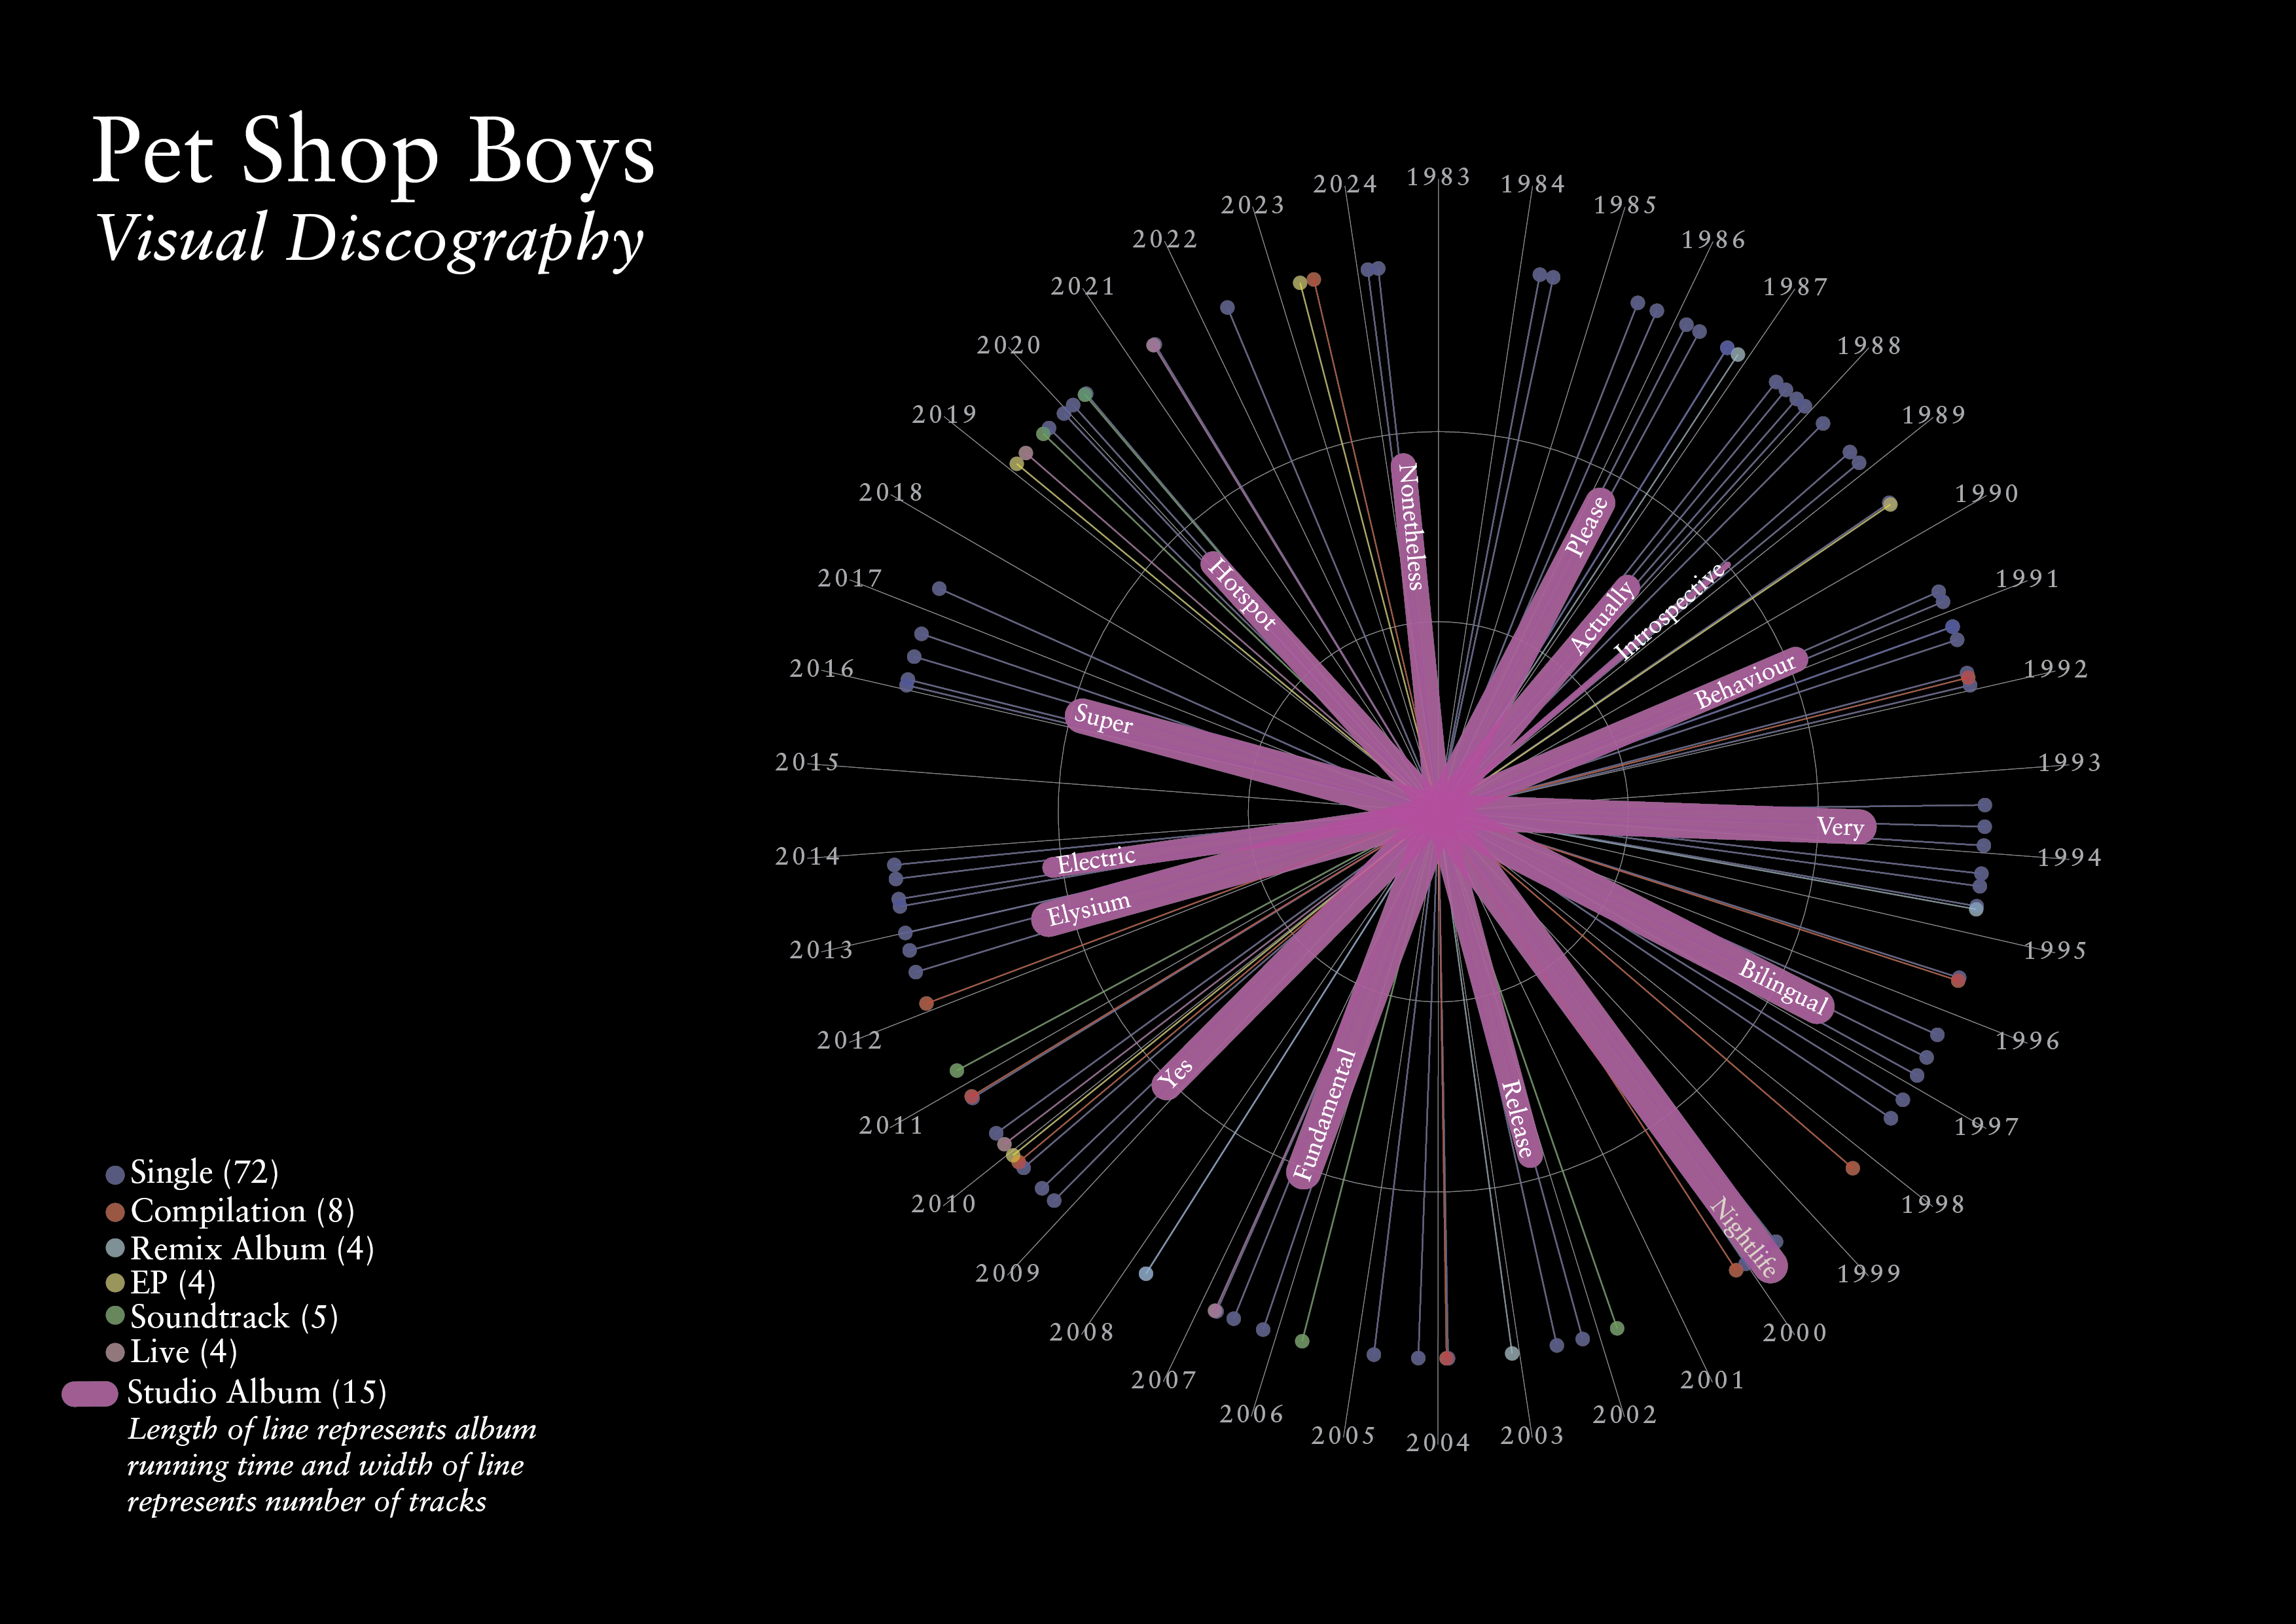 Pet Shop Boys
Visual Discography
1983
1984
1985
1986
1987
1988
1989
1990
1991
1992
1993
1994
1995
1996
1997
1998
1999
2000
2001
2002
2003
2004
2005
2006
2007
2008
2009
2010
2011
2012
2013
2014
2015
2016
2017
2018
2019
2020
2021
2022
2023
2024
Please
Actually
Introspective
Behaviour
Very
Bilingual
Nightlife
Release
Fundamental
Yes
Elysium
Electric
Super
Hotspot
Nonetheless
Single (72)
Compilation (8)
Remix Album (4)
EP (4)
Soundtrack (5)
Live (4)
Studio Album (15)
Length of line represents album
running time and width of line
represents number of tracks